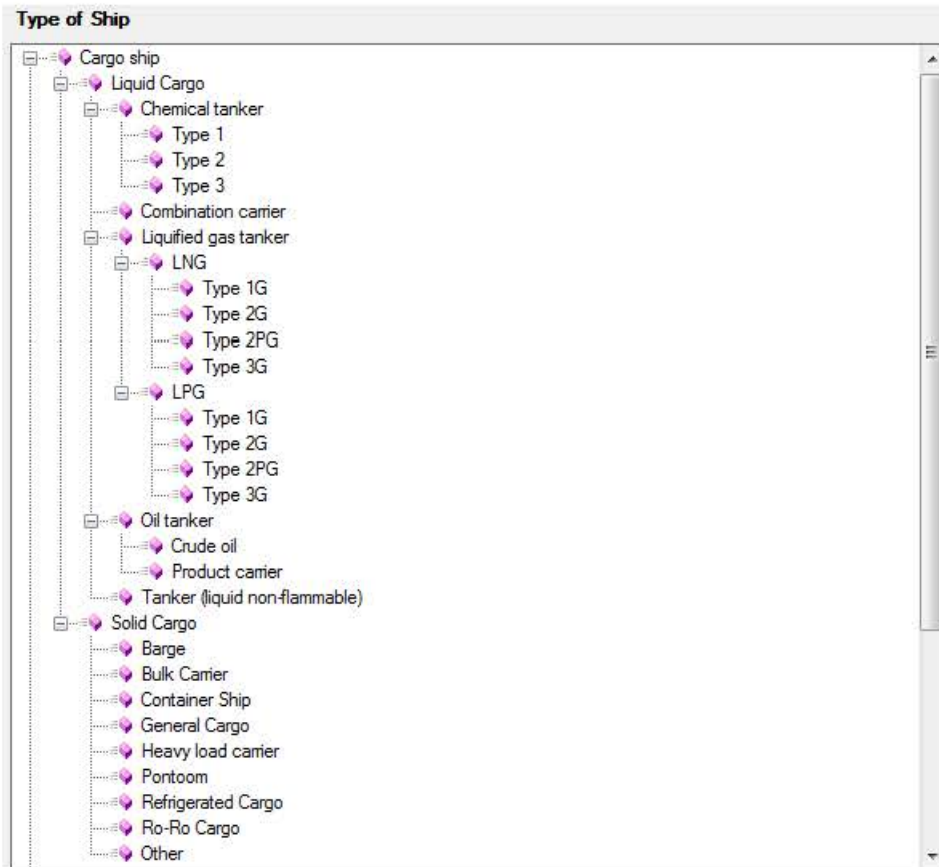 Type of Ship
Cargo ship
Liquid Cargo
Chemical tanker
Type 1
Type 2
Type 3
Combination carrier
Liquified gas tanker
LNG
Type 1G
Type 2G
Type 2PG
Type 3G
LPG
Type 1G
Type 2G
Type 2PG
Type 3G
Oil tanker
Crude oil
Product carrier
Tanker (liquid non-flammable)
Solid Cargo
Barge
Bulk Carrier
Container Ship
General Cargo
Heavy load carrier
Pontoom
Refrigerated Cargo
Ro-Ro Cargo
Other